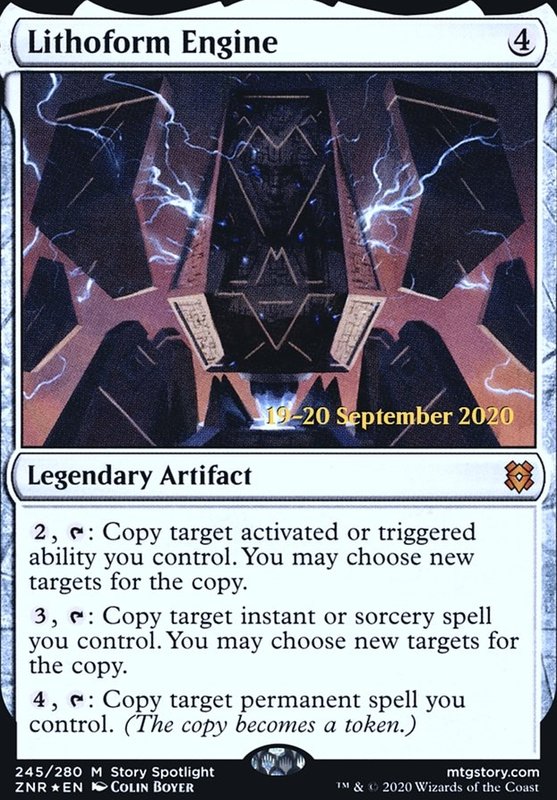 Lithoform Engine 4
19–20 September 2020
Legendary Artifact
2, : Copy target activated or triggered
ability you control. You may choose new
targets for the copy.
3, : Copy target instant or sorcery spell
you control. You may choose new targets for
the copy.
4, : Copy target permanent spell you
control. (The copy becomes a token.)
245/280 M Story Spotlight
mtgstory.com
ZNR★EN Colin Boyer
™ & © 2020 Wizards of the Coast